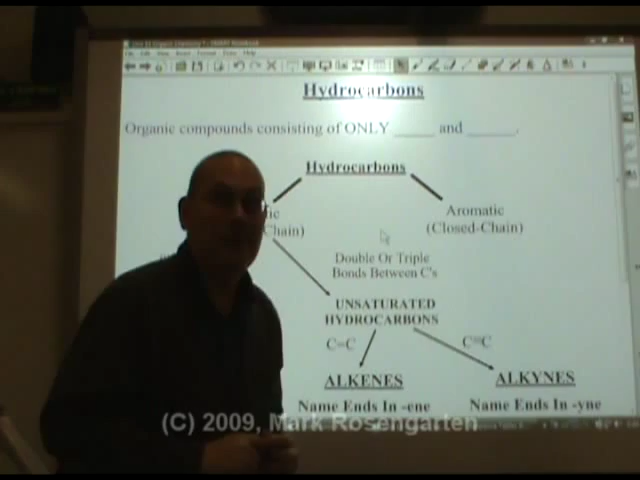 Hydrocarbons
Organic compounds consisting of ONLY _____ and ______.
Hydrocarbons
Aromatic
(Closed-Chain)
Chain)
Double Or Triple
Bonds Between C's
UNSATURATED
HYDROCARBONS
C=C
C≡C
ALKENES
ALKYNES
Name Ends In -ene
Name Ends In -yne
(C) 2009, Mark Rosengarten